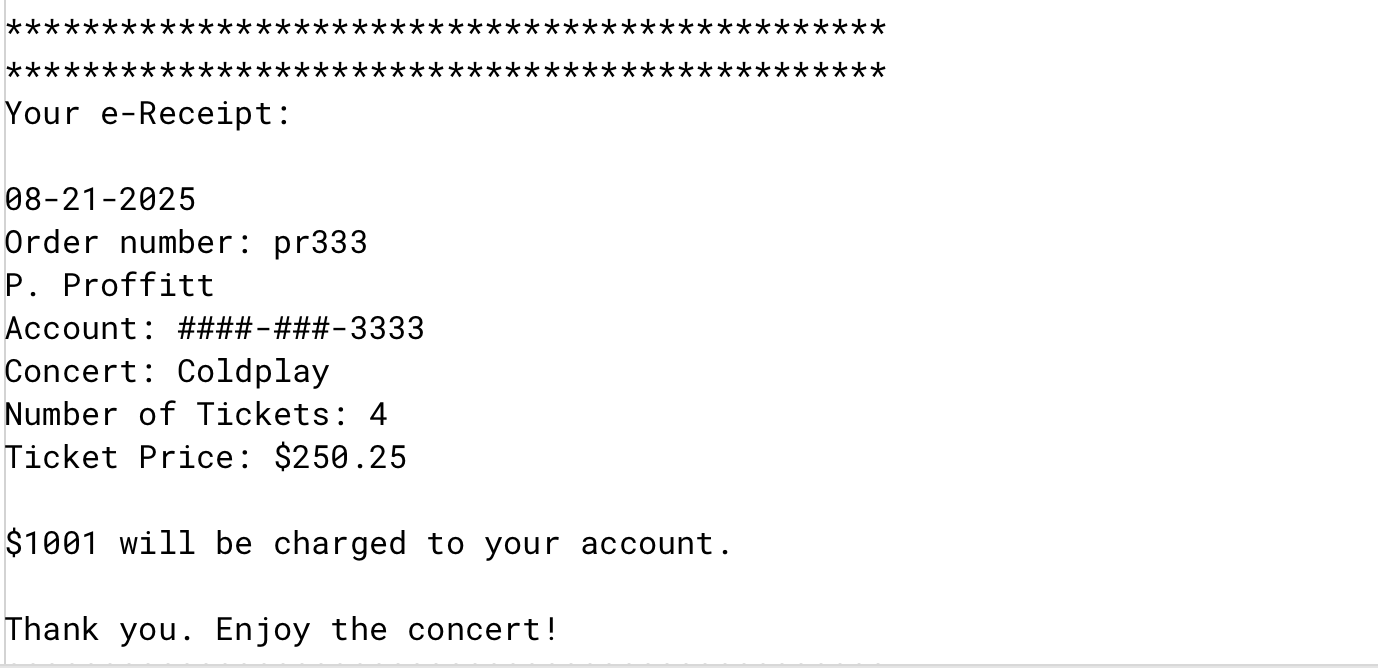 **********************************************
**********************************************
Your e-Receipt:

08-21-2025
Order number: pr333
P. Proffitt
Account: ####-###-3333
Concert: Coldplay
Number of Tickets: 4
Ticket Price: $250.25

$1001 will be charged to your account.

Thank you. Enjoy the concert!